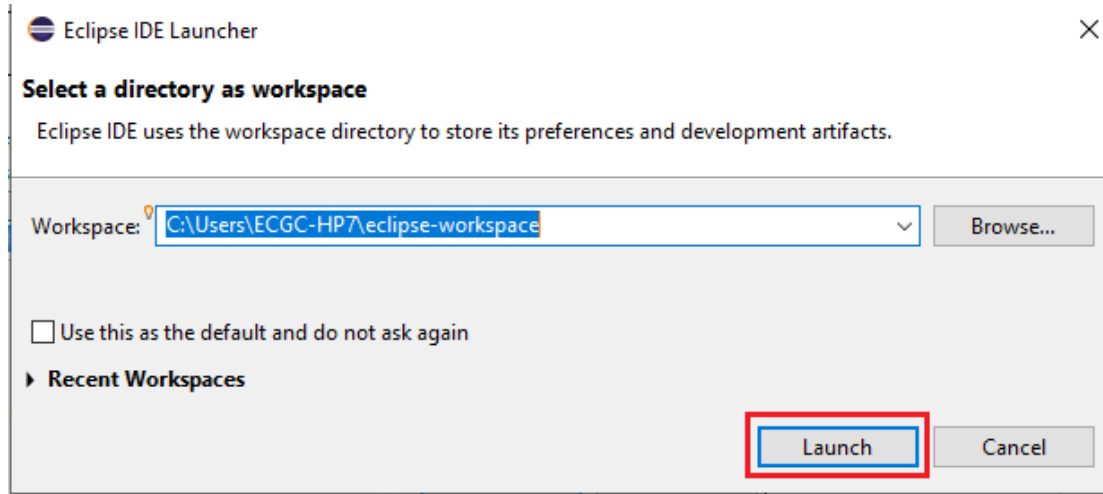 Eclipse IDE Launcher
Select a directory as workspace
Eclipse IDE uses the workspace directory to store its preferences and development artifacts.
Workspace: C:\Users\ECGC-HP7\eclipse-workspace Browse...
Use this as the default and do not ask again
Recent Workspaces
Launch Cancel